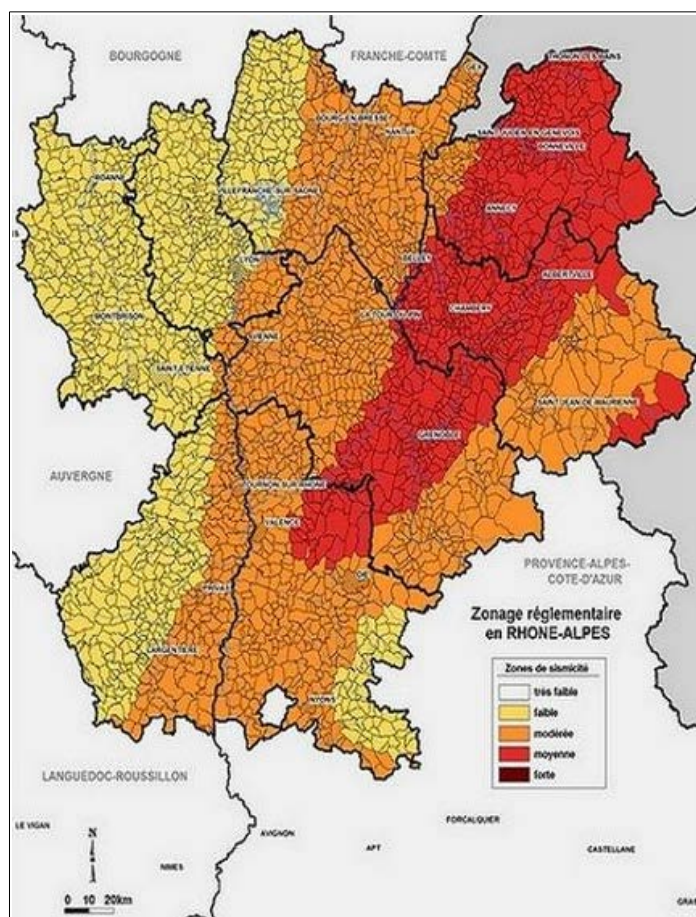 BOURGOGNE
FRANCHE-COMTE
THONON LES BAINS
GEX
BOURG-EN-BRESSE
NANTUA
SAINT-JULIEN-EN-GENEVOIS
BONNEVILLE
ROANNE
VILLEFRANCHE-SUR-SAONE
ANNECY
LYON
BELLEY
ALBERTVILLE
MONTBRISON
LA TOUR-DU-PIN
CHAMBERY
VIENNE
SAINT-ETIENNE
SAINT JEAN-DE-MAURIENNE
GRENOBLE
AUVERGNE
TOURNON-SUR-RHONE
VALENCE
PROVENCE-ALPES-
COTE-D'AZUR
DIE
PRIVAS
Zonage réglementaire
en RHONE-ALPES
LARGENTIERE
Zones de sismicité
très faible
NYONS
faible
modérée
moyenne
forte
LANGUEDOC-ROUSSILLON
LE VIGAN
N
AVIGNON
FORCALQUIER
APT
CASTELLANE
NIMES
0 10 20km
GRAS